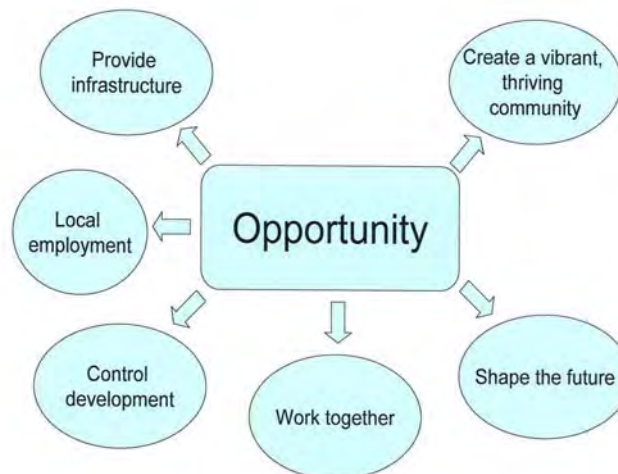 Provide
infrastructure
Create a vibrant,
thriving
community
Local
employment
Opportunity
Control
development
Work together
Shape the future